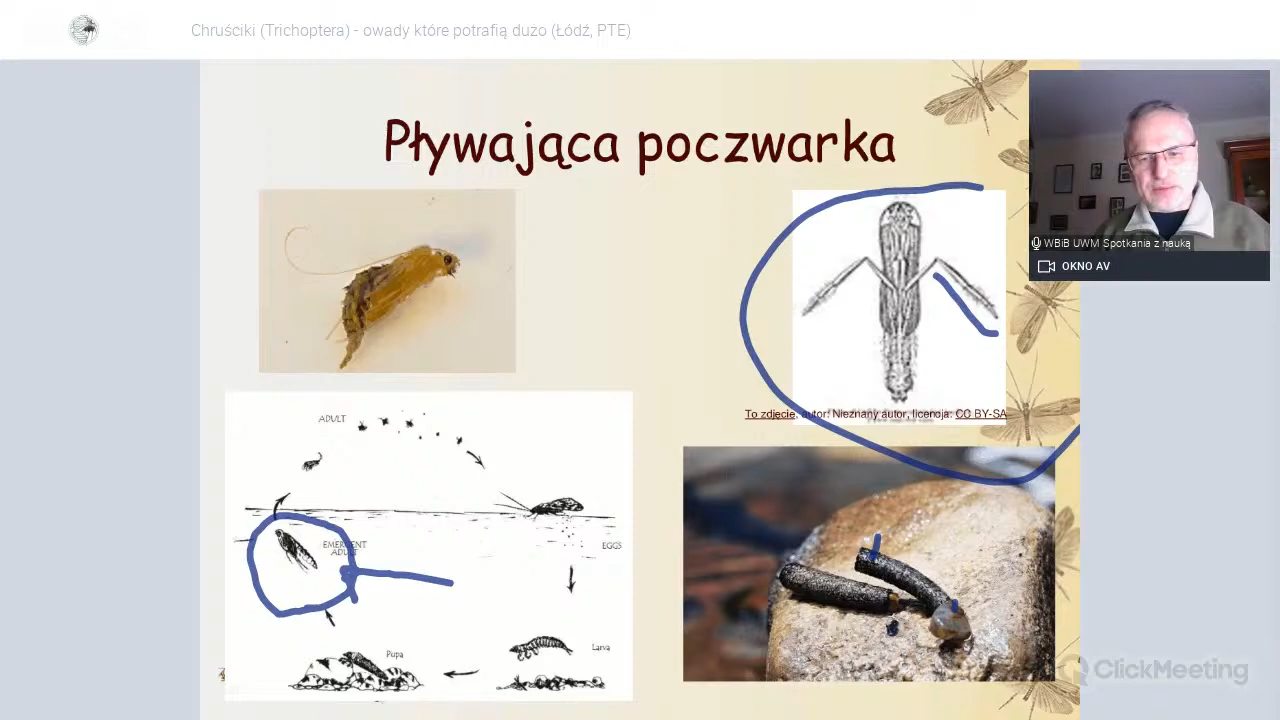 Chruściki (Trichoptera) - owady które potrafią dużo (Łódź, PTE)
Pływająca poczwarka
WBiB UWM Spotkania z nauką
OKNO AV
To zdjęcie, autor: Nieznany autor, licencja: CC BY-SA
ADULT
EMERGENT
ADULT
EGGS
Larva
Pupa
ClickMeeting